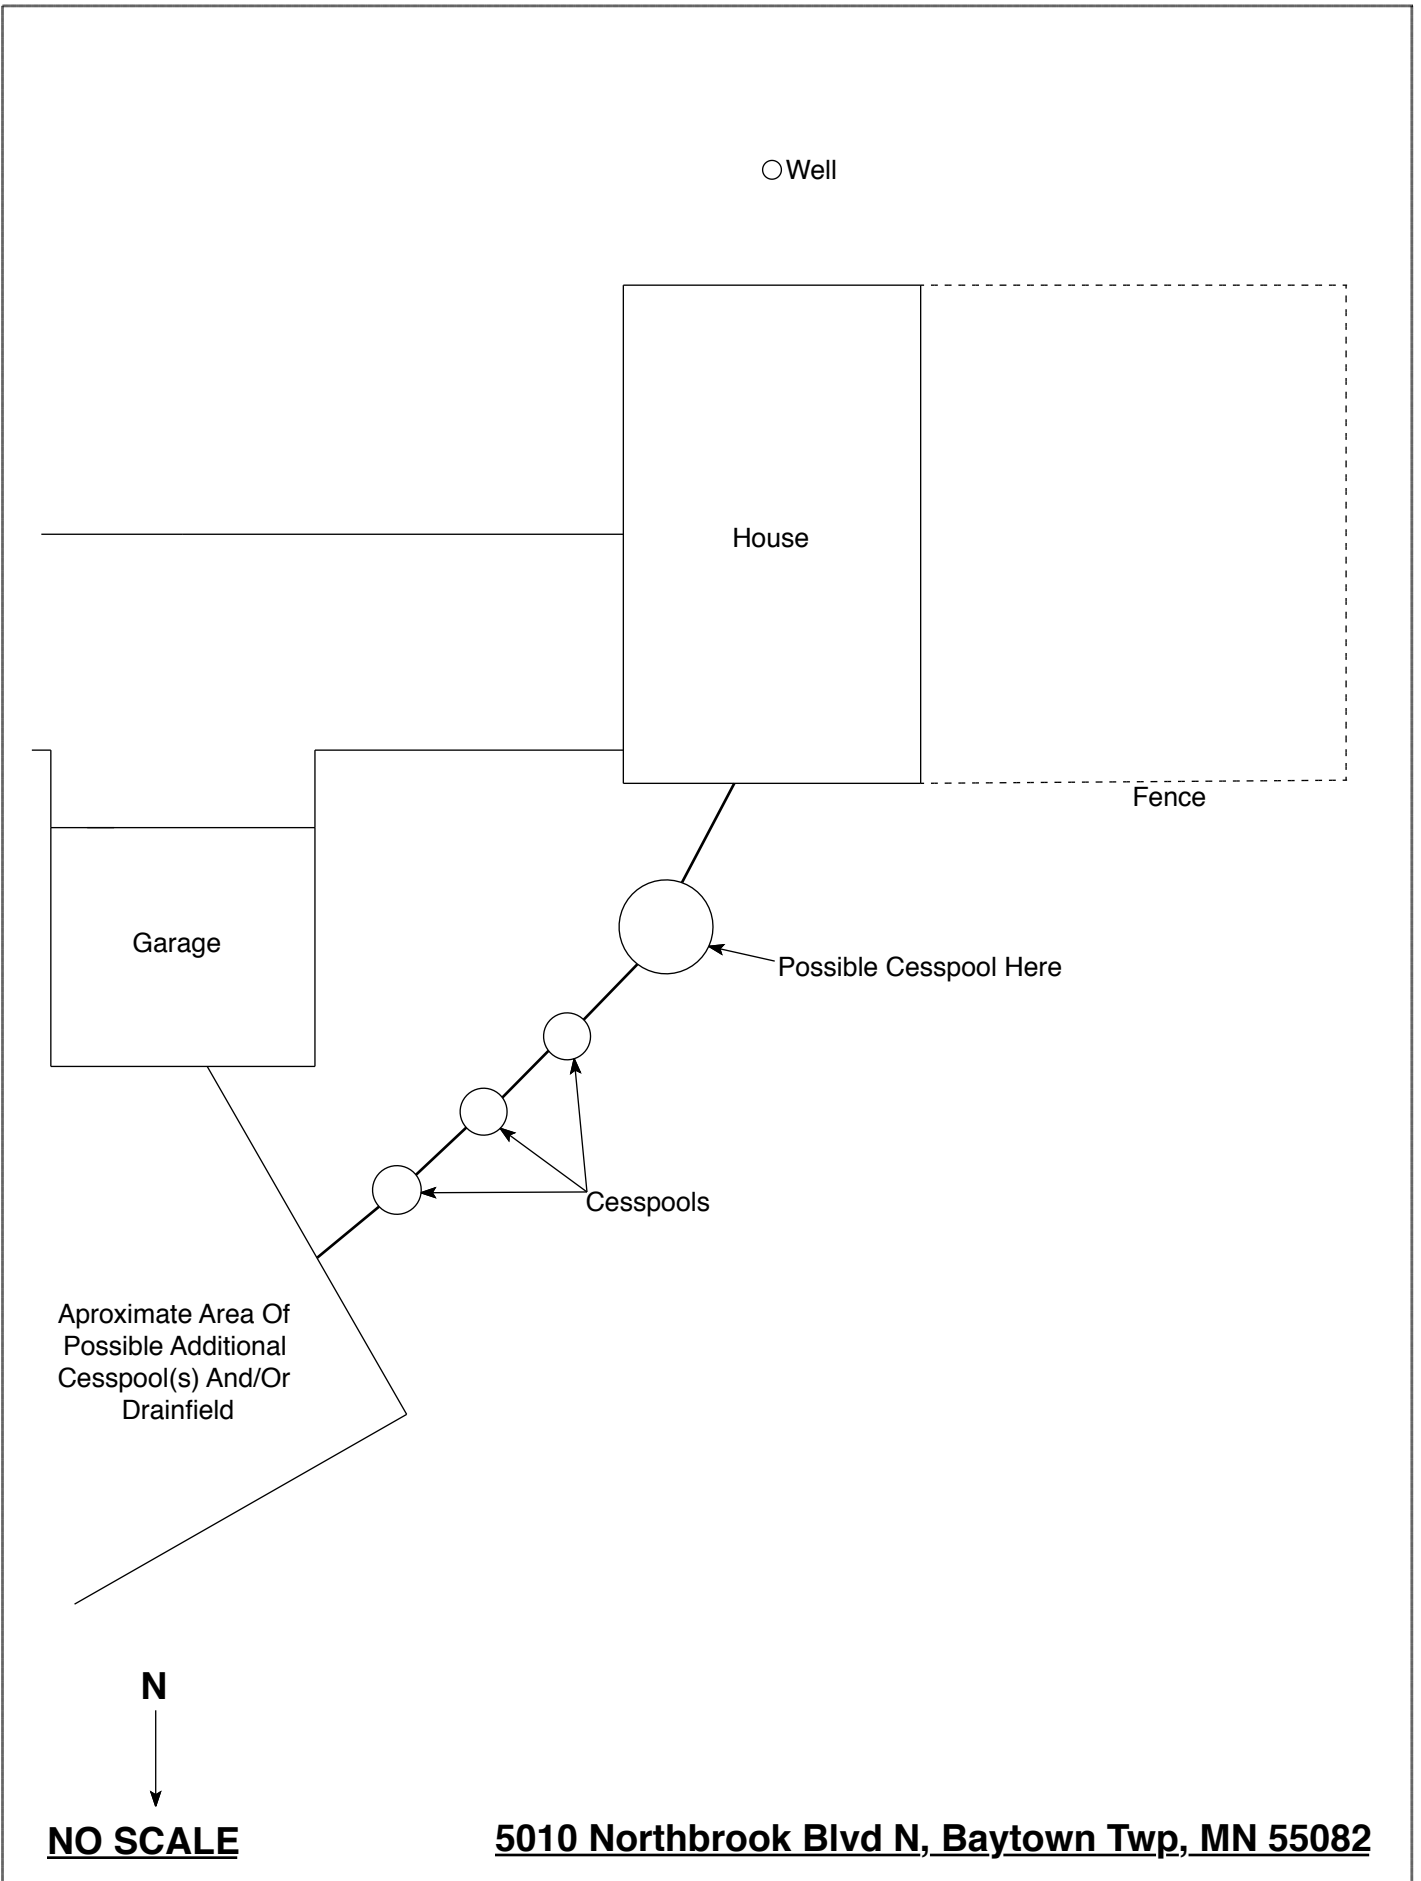 Well
House
Fence
Garage
Possible Cesspool Here
Cesspools
Aproximate Area Of
Possible Additional
Cesspool(s) And/Or
Drainfield
N
NO SCALE
5010 Northbrook Blvd N, Baytown Twp, MN 55082